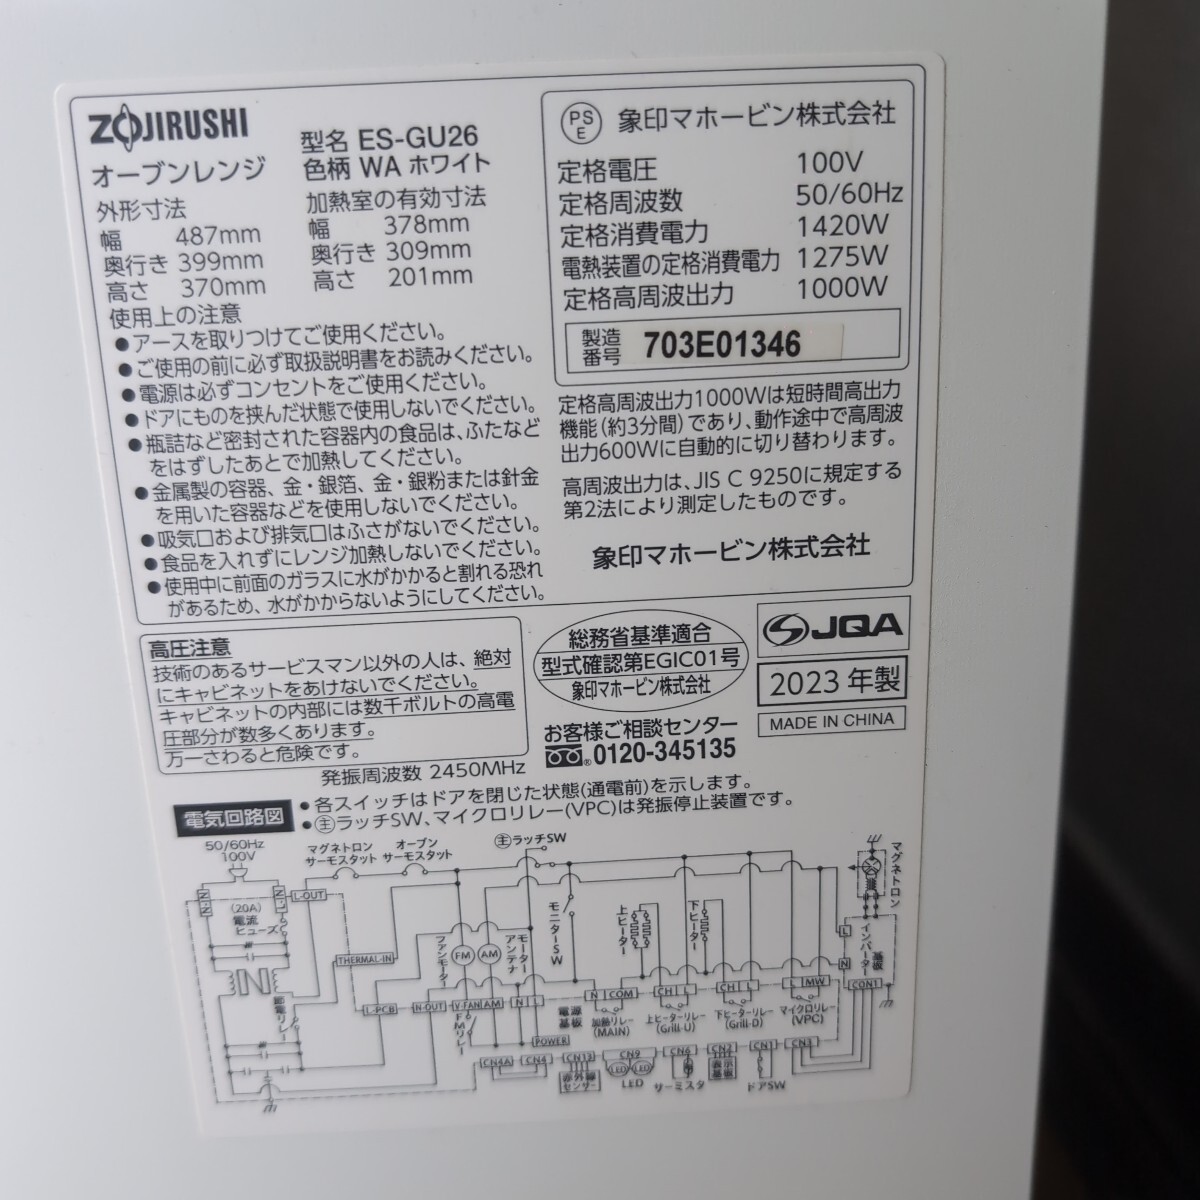 ZOJIRUSHI
オーブンレンジ
型名 ES-GU26
色柄 WA ホワイト
外形寸法
幅 487mm
奥行き 399mm
高さ 370mm
加熱室の有効寸法
幅 378mm
奥行き 309mm
高さ 201mm
使用上の注意
●アースを取りつけてご使用ください。
●ご使用の前に必ず取扱説明書をお読みください。
●電源は必ずコンセントをご使用ください。
●ドアにものを挟んだ状態で使用しないでください。
●瓶詰など密封された容器内の食品は、ふたなど
をはずしたあとで加熱してください。
●金属製の容器、金・銀箔、金・銀粉または針金
を用いた容器などを使用しないでください。
●吸気口および排気口はふさがないでください。
●食品を入れずにレンジ加熱しないでください。
●使用中に前面のガラスに水がかかると割れる恐れ
があるため、水がかからないようにしてください。
PS
E
象印マホービン株式会社
定格電圧 100V
定格周波数 50/60Hz
定格消費電力 1420W
電熱装置の定格消費電力 1275W
定格高周波出力 1000W
製造
番号 703E01346
定格高周波出力1000Wは短時間高出力
機能(約3分間)であり、動作途中で高周波
出力600Wに自動的に切り替わります。
高周波出力は、JIS C 9250に規定する
第2法により測定したものです。
象印マホービン株式会社
高圧注意
技術のあるサービスマン以外の人は、絶対
にキャビネットをあけないでください。
キャビネットの内部には数千ボルトの高電
圧部分が数多くあります。
万一さわると危険です。
総務省基準適合
型式確認第EGIC01号
象印マホービン株式会社
JQA
2023 年製
MADE IN CHINA
お客様ご相談センター
0120-345135
発振周波数 2450MHz
電気回路図
●各スイッチはドアを閉じた状態(通電前)を示します。
●㊤ラッチSW、マイクロリレー(VPC)は発振停止装置です。
50/60Hz
100V
マグネトロン
サーモスタット
オーブン
サーモスタット
主ラッチSW
マグネトロン
N-N
N-L
L-OUT
(20A)
電流
ヒューズ
THERMAL-IN
ファンモーター
FM
AM
アンテナ
モーター
モニターSW
上ヒーター
下ヒーター
L
N
インバーター
基板
CON1
節電リレー
L-PCB
N-OUT
V-FAN
AM
N
L
FMリレー
電源
基板
POWER
N
COM
加熱リレー
(MAIN)
CH
L
上ヒーターリレー
(Grill-U)
CH
L
下ヒーターリレー
(Grill-D)
L
MW
マイクロリレー
(VPC)
CN4A
CN4
CN13
赤外線
センサー
CN9
LED
LED
LED
CN6
サーミスタ
CN2
CN1
ドアSW
CN3